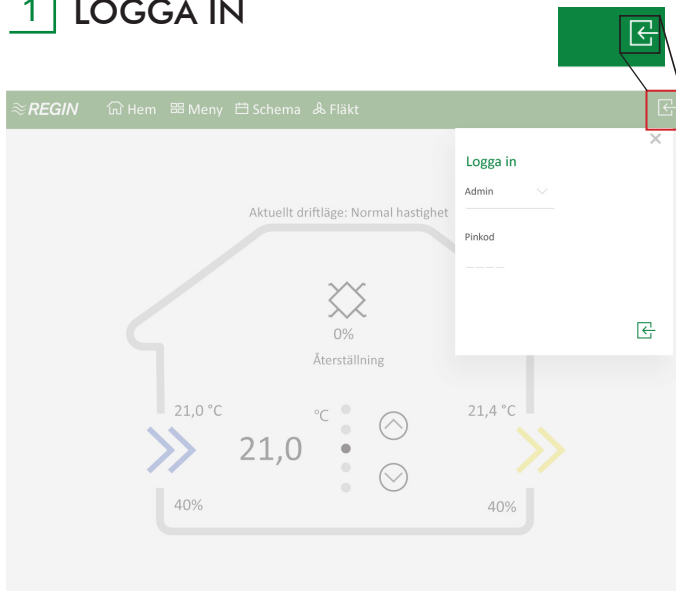 1 LOGGA IN
REGIN Hem Meny Schema Fläkt
Logga in
Admin
Aktuellt driftläge: Normal hastighet
Pinkod
0%
Återställning
21,0 °C
°C
21,4 °C
21,0
40%
40%